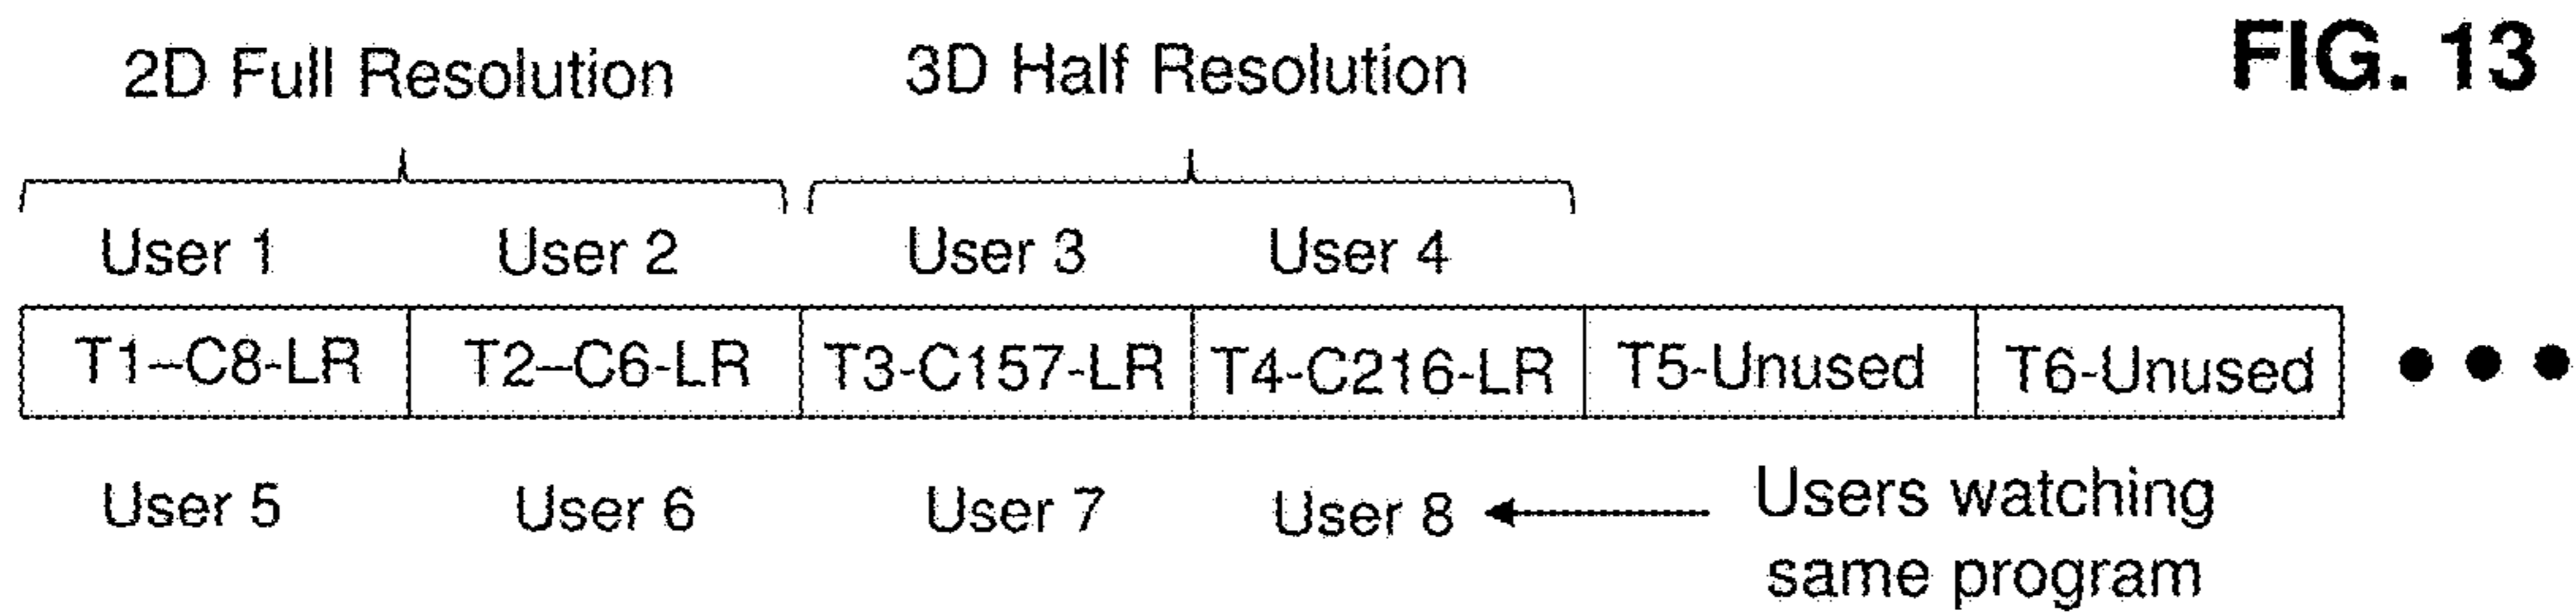 FIG. 13
2D Full Resolution 3D Half Resolution
User 1 User 2 User 3 User 4
T1–C8-LR T2–C6-LR T3-C157-LR T4-C216-LR T5-Unused T6-Unused
User 5 User 6 User 7 User 8 Users watching
same program